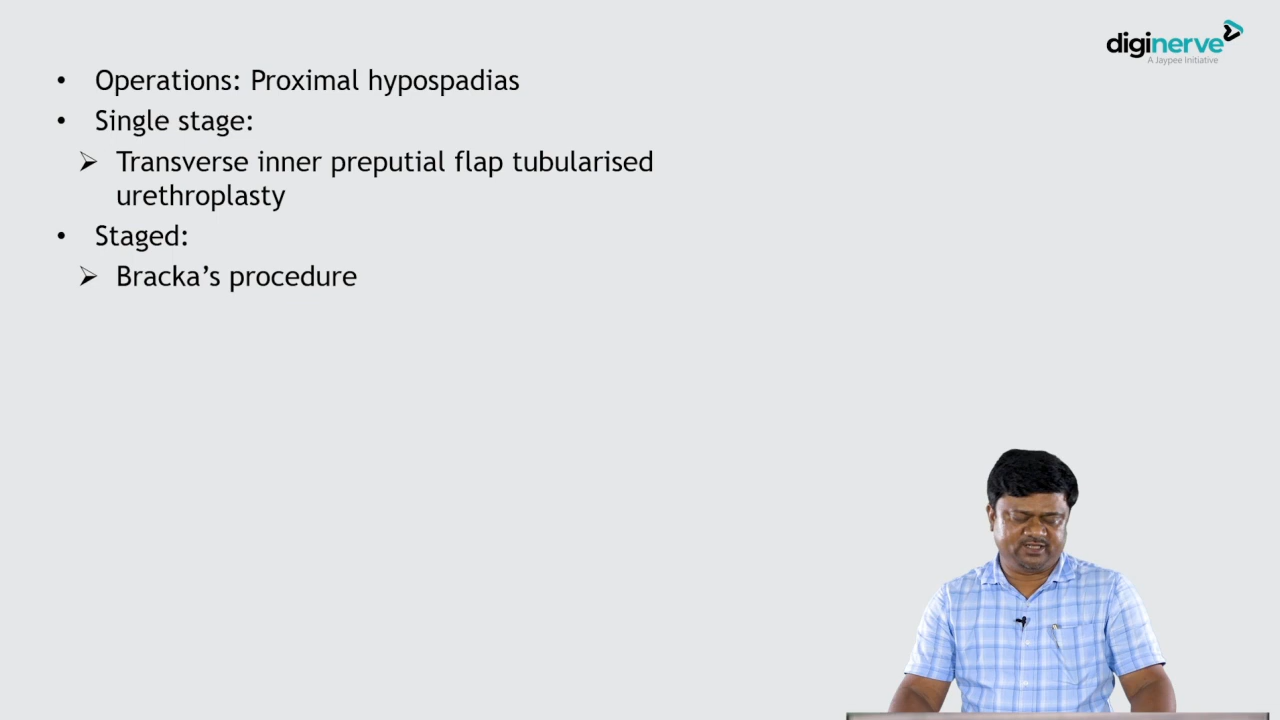 diginerve
A Jaypee Initiative
• Operations: Proximal hypospadias
• Single stage:
➢ Transverse inner preputial flap tubularised
urethroplasty
• Staged:
➢ Bracka’s procedure